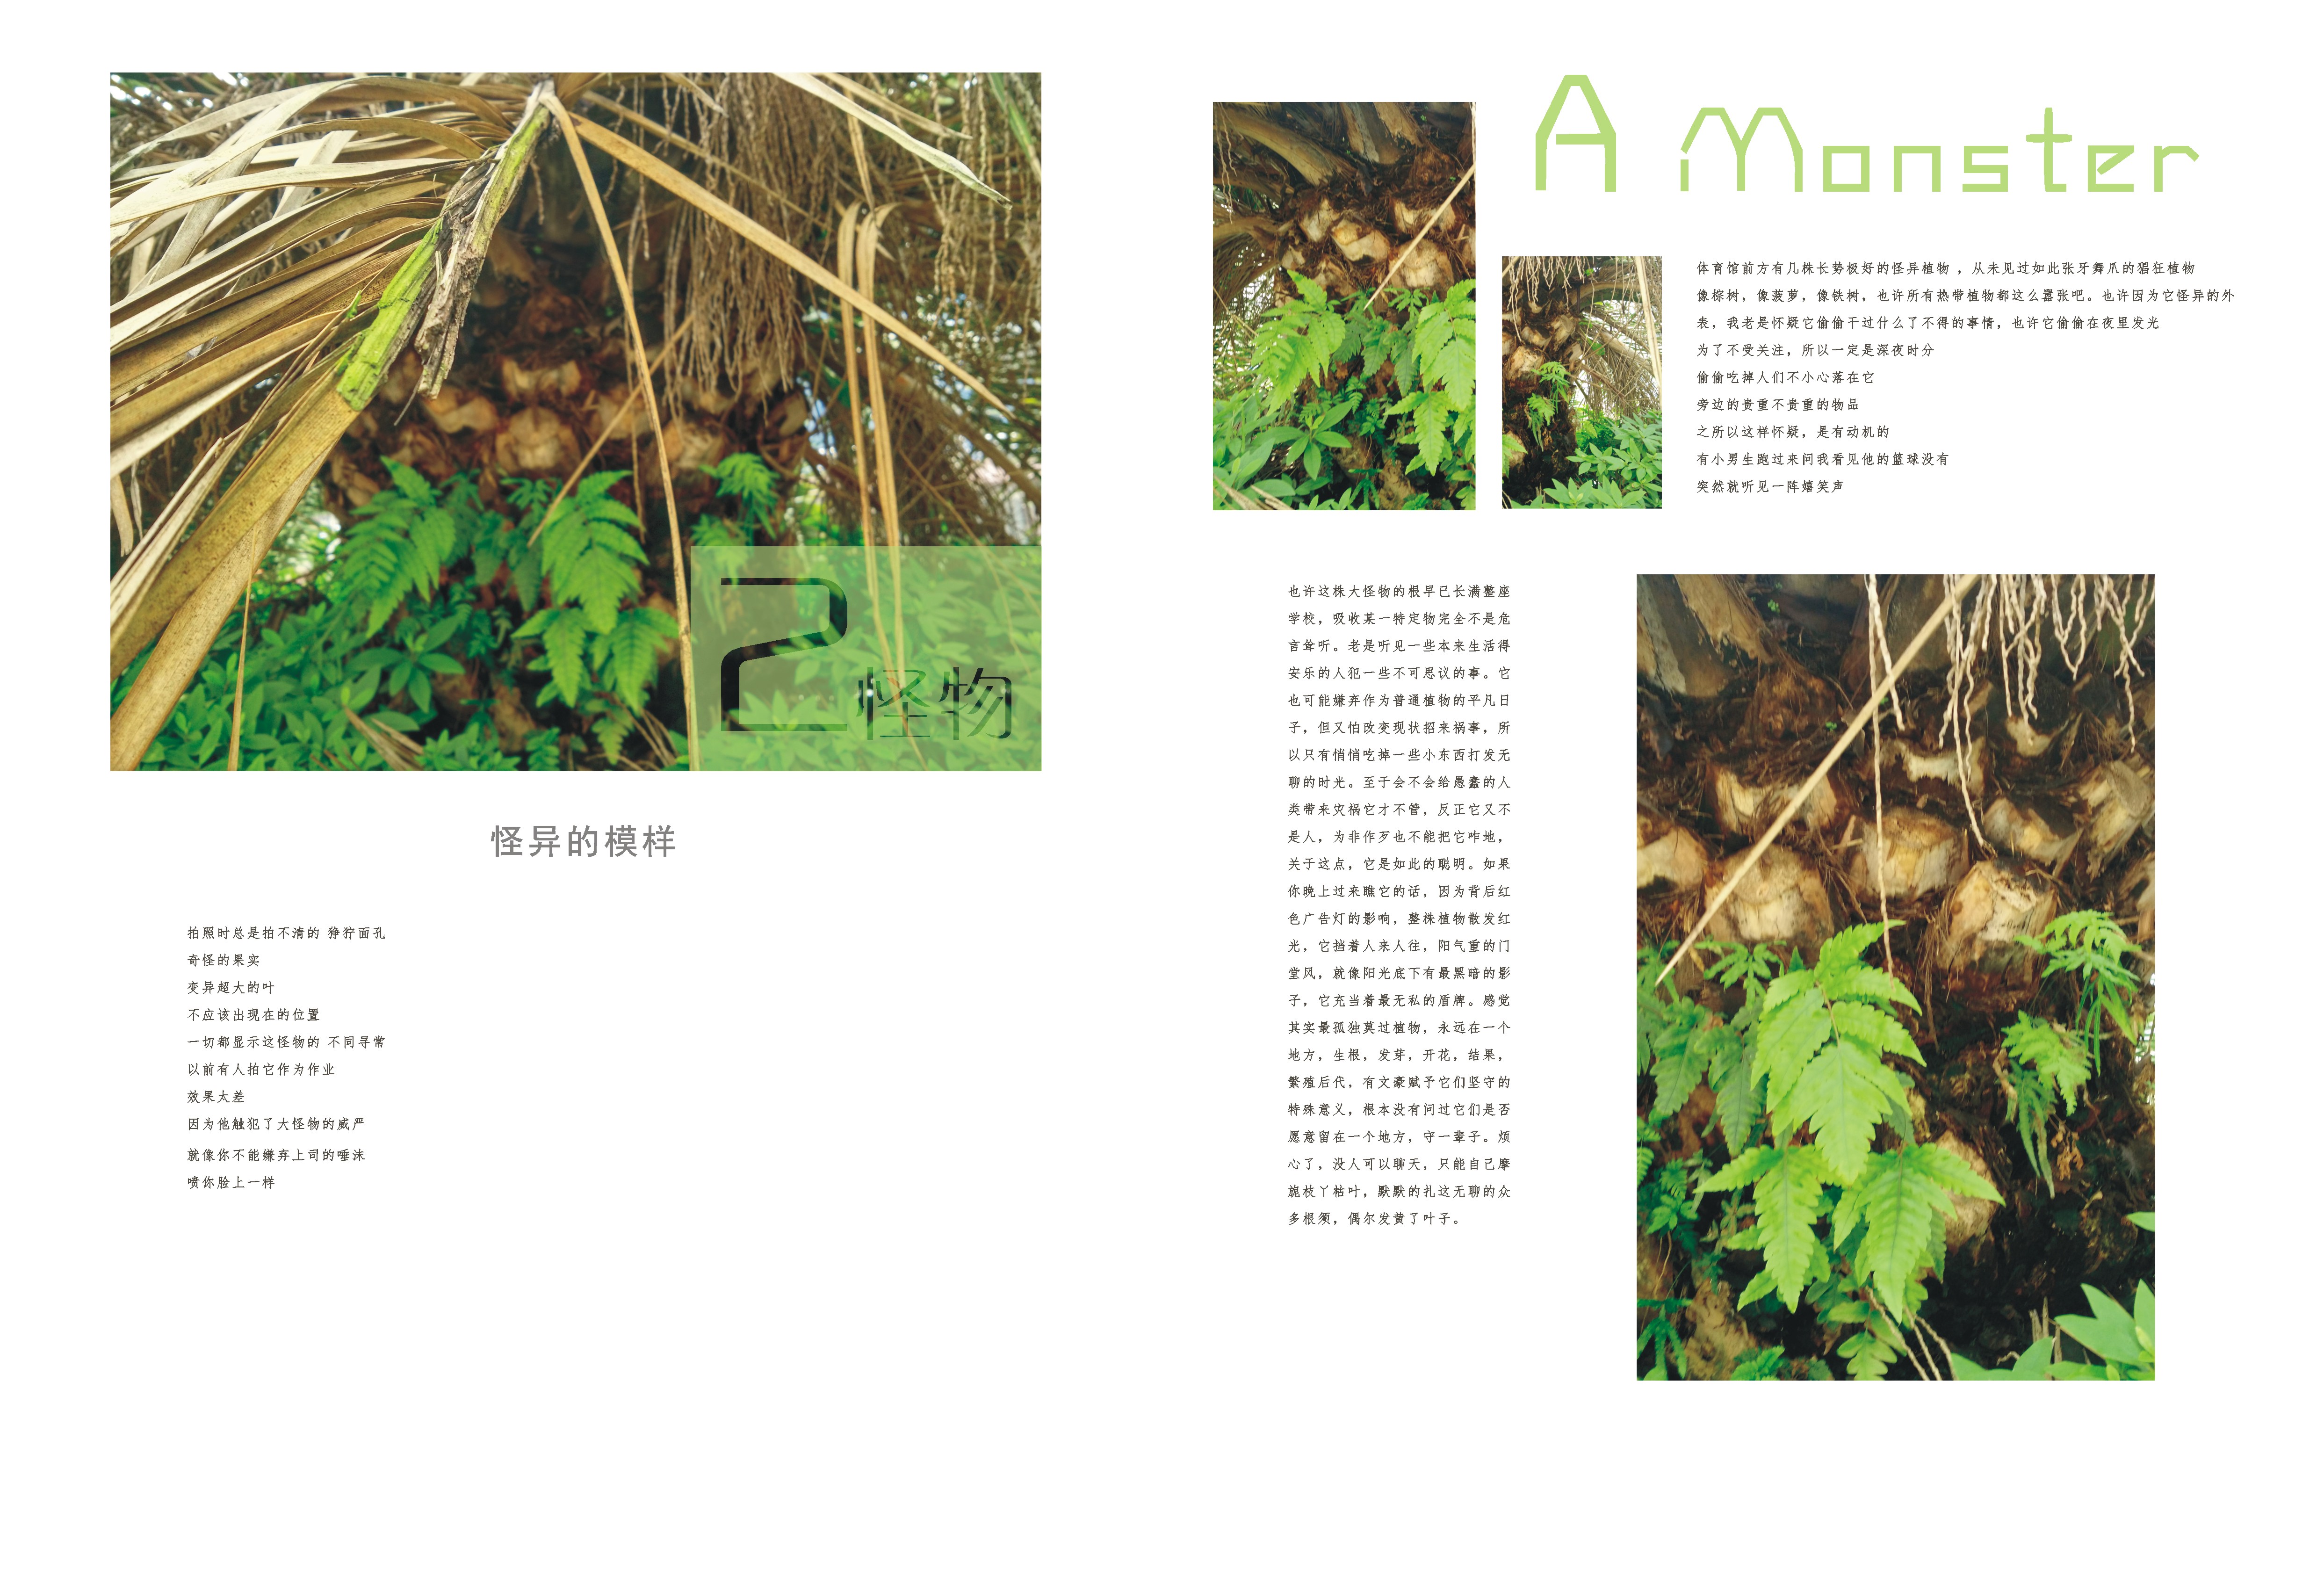 2怪物
怪异的模样
拍照时总是拍不清的 狰狞面孔
奇怪的果实
变异超大的叶
不应该出现在的位置
一切都显示这怪物的 不同寻常
以前有人拍它作为作业
效果太差
因为他触犯了大怪物的威严
就像你不能嫌弃上司的唾沫
喷你脸上一样
A Monster
体育馆前方有几株长势极好的怪异植物 ，从未见过如此张牙舞爪的猖狂植物
像棕树，像菠萝，像铁树，也许所有热带植物都这么嚣张吧。也许因为它怪异的外
表，我老是怀疑它偷偷干过什么了不得的事情，也许它偷偷在夜里发光
为了不受关注，所以一定是深夜时分
偷偷吃掉人们不小心落在它
旁边的贵重不贵重的物品
之所以这样怀疑，是有动机的
有小男生跑过来问我看见他的篮球没有
突然就听见一阵嬉笑声
也许这株大怪物的根早已长满整座
学校，吸收某一特定物完全不是危
言耸听。老是听见一些本来生活得
安乐的人犯一些不可思议的事。它
也可能嫌弃作为普通植物的平凡日
子，但又怕改变现状招来祸事，所
以只有悄悄吃掉一些小东西打发无
聊的时光。至于会不会给愚蠢的人
类带来灾祸它才不管，反正它又不
是人，为非作歹也不能把它咋地，
关于这点，它是如此的聪明。如果
你晚上过来瞧它的话，因为背后红
色广告灯的影响，整株植物散发红
光，它挡着人来人往，阳气重的门
堂风，就像阳光底下有最黑暗的影
子，它充当着最无私的盾牌。感觉
其实最孤独莫过植物，永远在一个
地方，生根，发芽，开花，结果，
繁殖后代，有文豪赋予它们坚守的
特殊意义，根本没有问过它们是否
愿意留在一个地方，守一辈子。烦
心了，没人可以聊天，只能自己摩
旎枝丫枯叶，默默的扎这无聊的众
多根须，偶尔发黄了叶子。